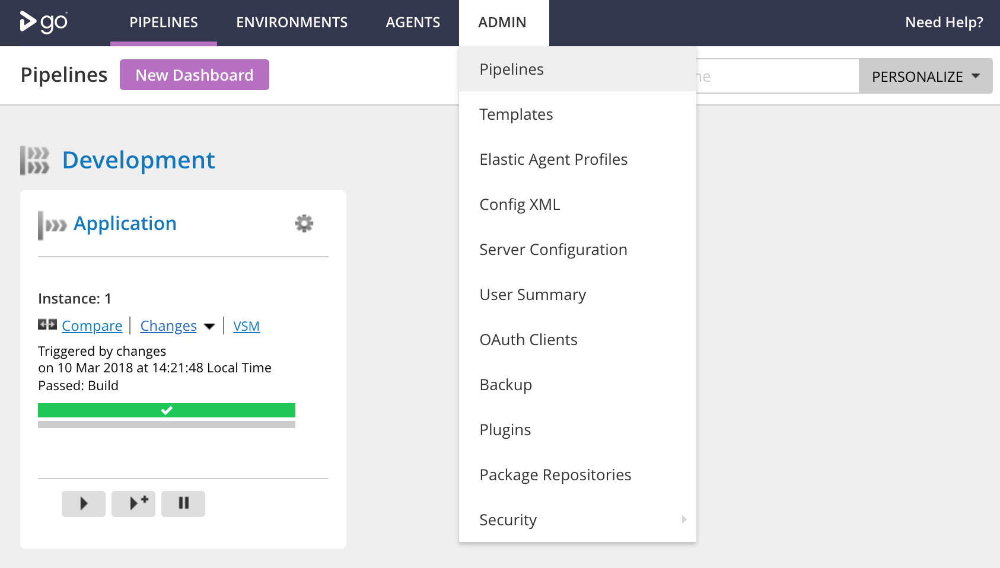 go
PIPELINES
ENVIRONMENTS
AGENTS
ADMIN
Need Help?
Pipelines
New Dashboard
PERSONALIZE
Pipelines
Templates
Elastic Agent Profiles
Config XML
Server Configuration
User Summary
OAuth Clients
Backup
Plugins
Package Repositories
Security
Development
Application
Instance: 1
Compare
Changes
VSM
Triggered by changes
on 10 Mar 2018 at 14:21:48 Local Time
Passed: Build